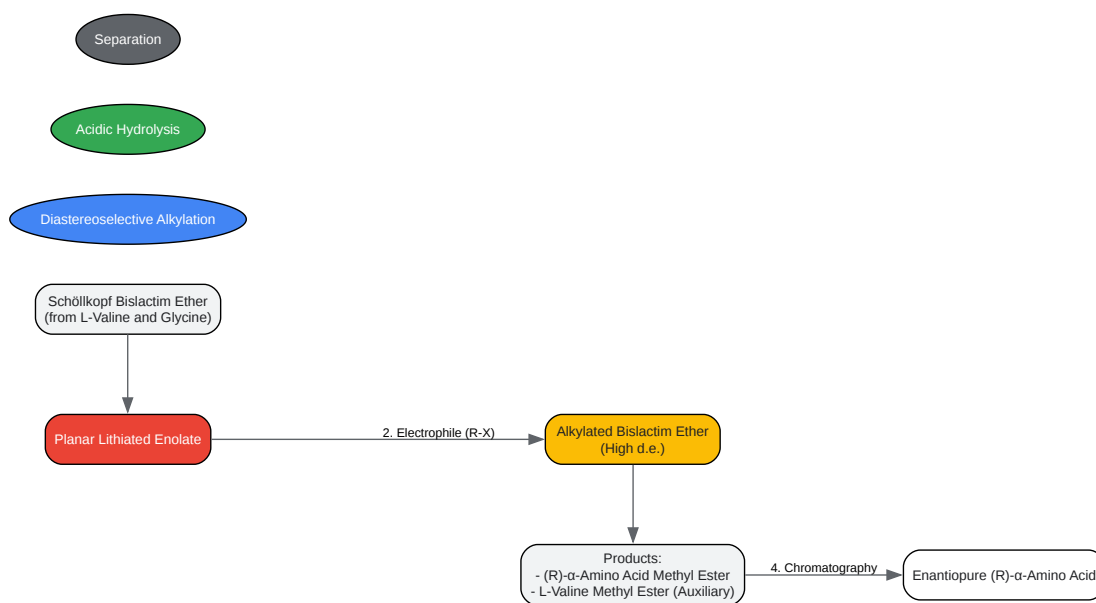 Separation
Acidic Hydrolysis
Diastereoselective Alkylation
Schöllkopf Bislactim Ether
(from L-Valine and Glycine)
Planar Lithiated Enolate
2. Electrophile (R-X)
Alkylated Bislactim Ether
(High d.e.)
Products:
- (R)-α-Amino Acid Methyl Ester
- L-Valine Methyl Ester (Auxiliary)
4. Chromatography
Enantiopure (R)-α-Amino Acid